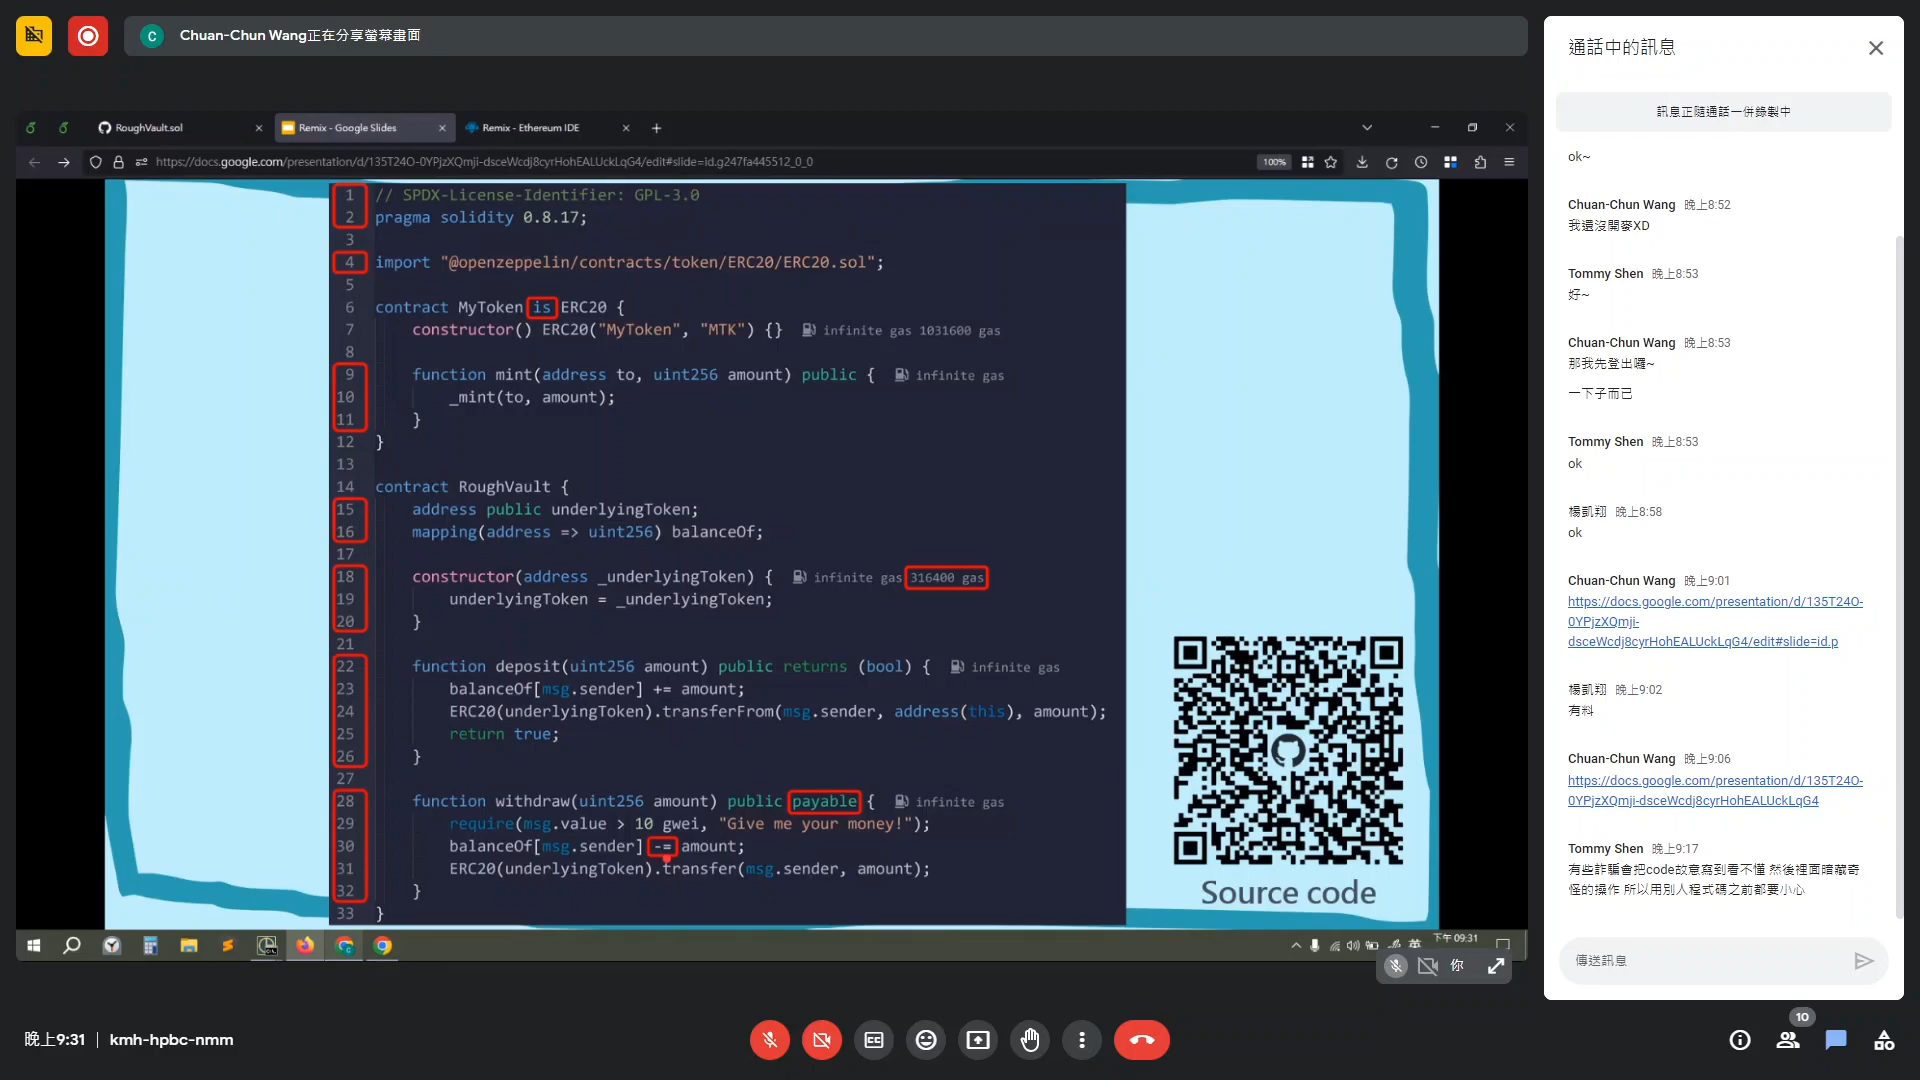 Chuan-Chun Wang正在分享螢幕畫面
RoughVault.sol
Remix - Google Slides
Remix - Ethereum IDE
https://docs.google.com/presentation/d/135T24O-0YPjzXQmji-dsceWcdj8cyrHohEALUckLqG4/edit#slide=id.g247fa445512_0_0
100%
1 // SPDX-License-Identifier: GPL-3.0
2 pragma solidity 0.8.17;
3
4 import "@openzeppelin/contracts/token/ERC20/ERC20.sol";
5
6 contract MyToken is ERC20 {
7 constructor() ERC20("MyToken", "MTK") {} infinite gas 1031600 gas
8
9 function mint(address to, uint256 amount) public { infinite gas
10 _mint(to, amount);
11 }
12 }
13
14 contract RoughVault {
15 address public underlyingToken;
16 mapping(address => uint256) balanceOf;
17
18 constructor(address _underlyingToken) { infinite gas 316400 gas
19 underlyingToken = _underlyingToken;
20 }
21
22 function deposit(uint256 amount) public returns (bool) { infinite gas
23 balanceOf[msg.sender] += amount;
24 ERC20(underlyingToken).transferFrom(msg.sender, address(this), amount);
25 return true;
26 }
27
28 function withdraw(uint256 amount) public payable { infinite gas
29 require(msg.value > 10 gwei, "Give me your money!");
30 balanceOf[msg.sender] -= amount;
31 ERC20(underlyingToken).transfer(msg.sender, amount);
32 }
33 }
Source code
英
下午 09:31
你
晚上9:31 | kmh-hpbc-nmm
10
通話中的訊息
訊息正隨通話一併錄製中
ok~
Chuan-Chun Wang 晚上8:52
我還沒開麥XD
Tommy Shen 晚上8:53
好~
Chuan-Chun Wang 晚上8:53
那我先登出囉~
一下子而已
Tommy Shen 晚上8:53
ok
楊凱翔 晚上8:58
ok
Chuan-Chun Wang 晚上9:01
https://docs.google.com/presentation/d/135T24O-
0YPjzXQmji-
dsceWcdj8cyrHohEALUckLqG4/edit#slide=id.p
楊凱翔 晚上9:02
有料
Chuan-Chun Wang 晚上9:06
https://docs.google.com/presentation/d/135T24O-
0YPjzXQmji-dsceWcdj8cyrHohEALUckLqG4
Tommy Shen 晚上9:17
有些詐騙會把code故意寫到看不懂 然後裡面暗藏奇
怪的操作 所以用別人程式碼之前都要小心
傳送訊息